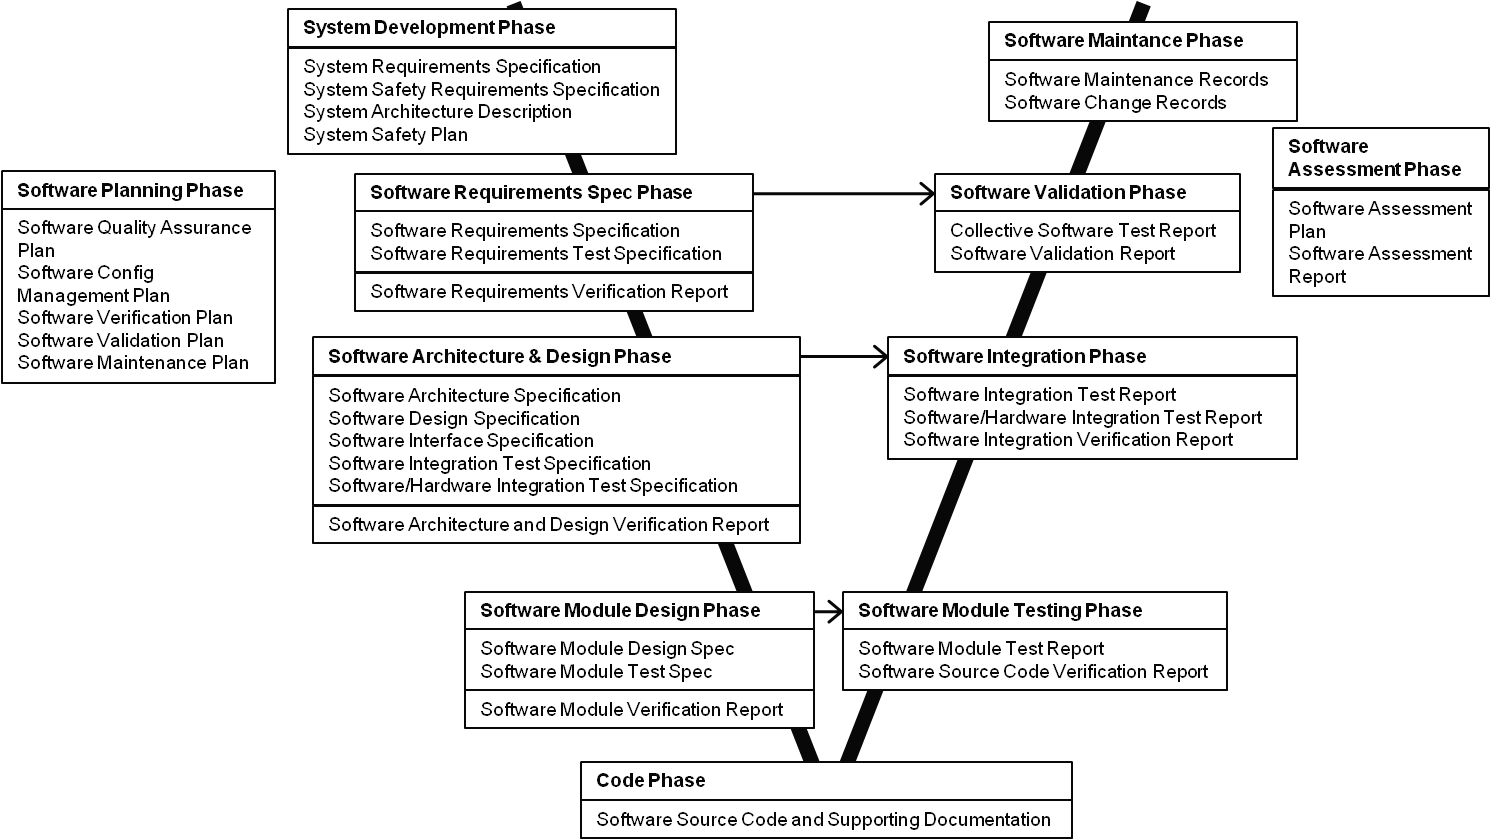 System Development Phase
System Requirements Specification
System Safety Requirements Specification
System Architecture Description
System Safety Plan
Software Maintance Phase
Software Maintenance Records
Software Change Records
Software
Assessment Phase
Software Assessment
Plan
Software Assessment
Report
Software Planning Phase
Software Quality Assurance
Plan
Software Config
Management Plan
Software Verification Plan
Software Validation Plan
Software Maintenance Plan
Software Requirements Spec Phase
Software Requirements Specification
Software Requirements Test Specification
Software Requirements Verification Report
Software Validation Phase
Collective Software Test Report
Software Validation Report
Software Architecture & Design Phase
Software Architecture Specification
Software Design Specification
Software Interface Specification
Software Integration Test Specification
Software/Hardware Integration Test Specification
Software Architecture and Design Verification Report
Software Integration Phase
Software Integration Test Report
Software/Hardware Integration Test Report
Software Integration Verification Report
Software Module Design Phase
Software Module Design Spec
Software Module Test Spec
Software Module Verification Report
Software Module Testing Phase
Software Module Test Report
Software Source Code Verification Report
Code Phase
Software Source Code and Supporting Documentation